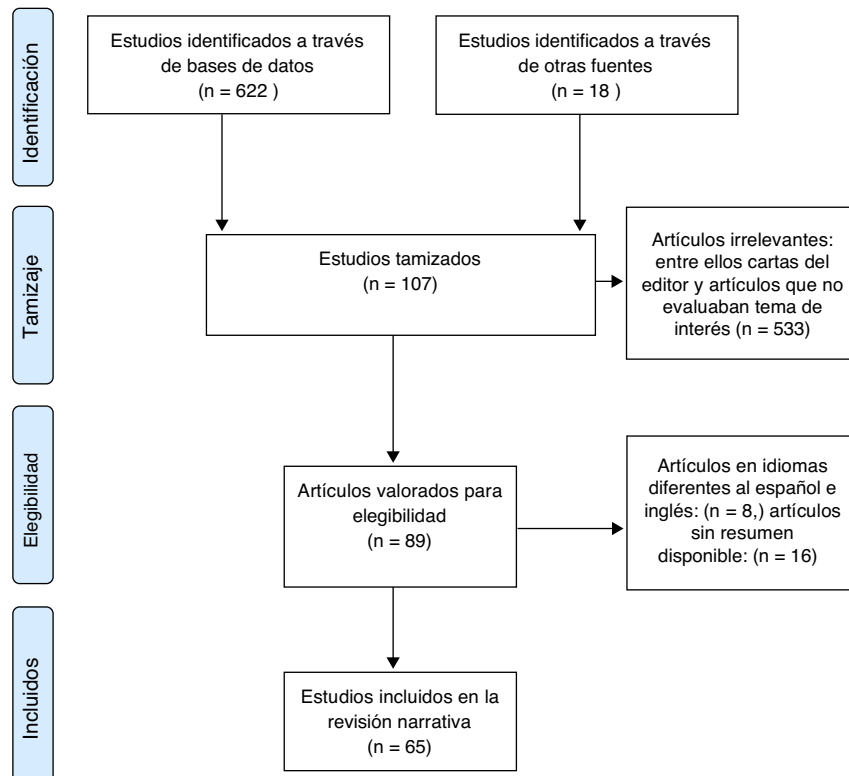 Identificación
Estudios identificados a través
de bases de datos
(n = 622 )
Estudios identificados a través
de otras fuentes
(n = 18 )
Tamizaje
Estudios tamizados
(n = 107)
Artículos irrelevantes:
entre ellos cartas del
editor y artículos que no
evaluaban tema de
interés (n = 533)
Elegibilidad
Artículos valorados para
elegibilidad
(n = 89)
Artículos en idiomas
diferentes al español e
inglés: (n = 8,) artículos
sin resumen
disponible: (n = 16)
Incluidos
Estudios incluidos en la
revisión narrativa
(n = 65)